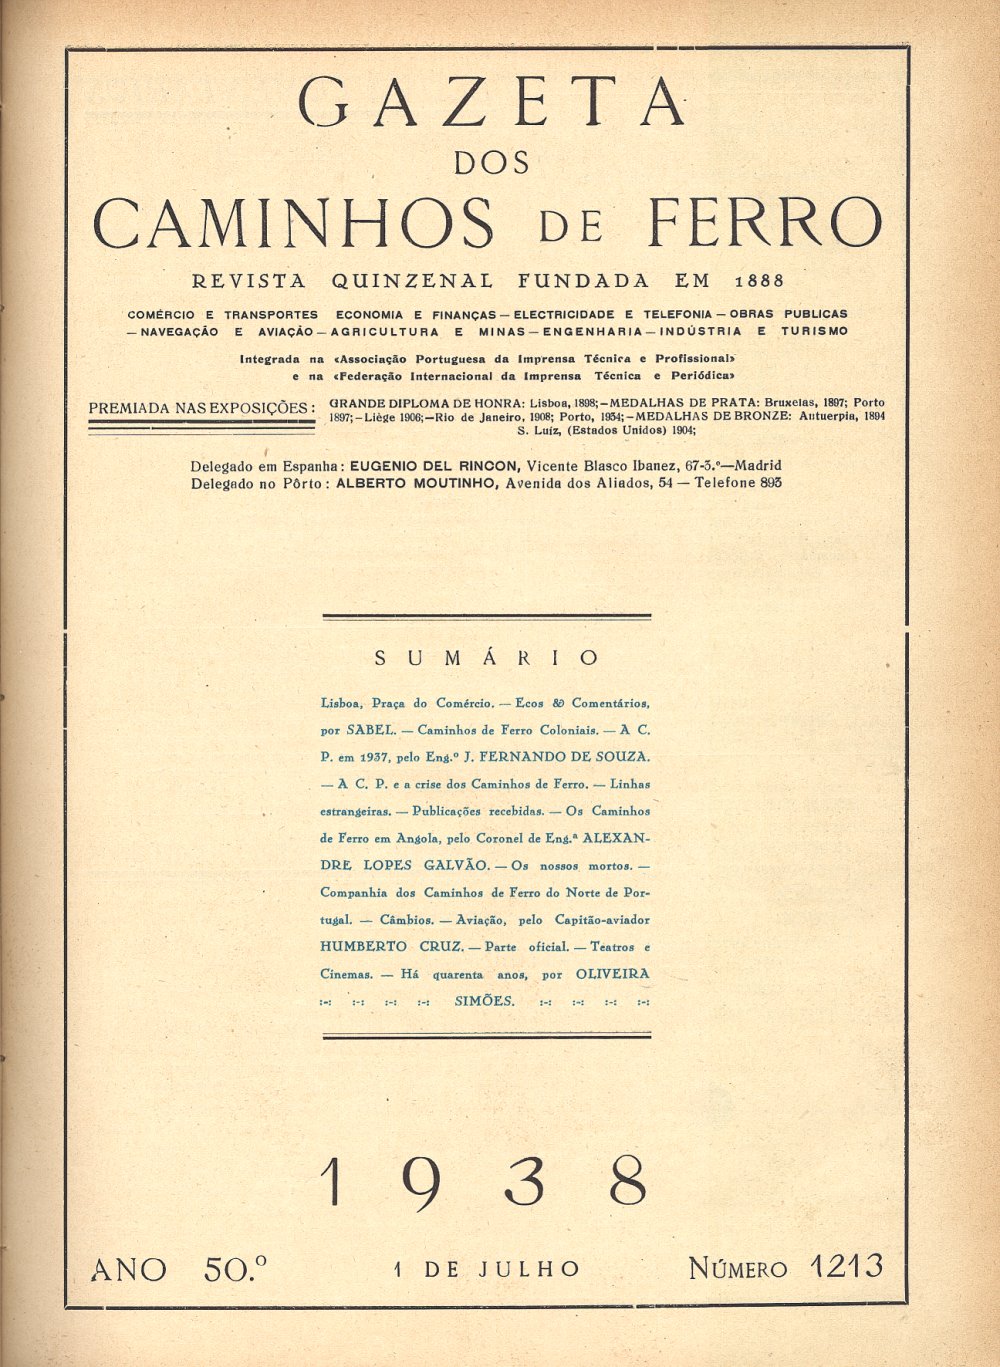 GAZETA
DOS
CAMINHOS DE FERRO
REVISTA QUINZENAL FUNDADA EM 1888
COMÉRCIO E TRANSPORTES ECONOMIA E FINANÇAS — ELECTRICIDADE E TELEFONIA — OBRAS PUBLICAS
— NAVEGAÇÃO E AVIAÇÃO — AGRICULTURA E MINAS — ENGENHARIA — INDÚSTRIA E TURISMO
Integrada na «Associação Portuguesa da Imprensa Técnica e Profissional»
e na «Federação Internacional da Imprensa Técnica e Periódica»
PREMIADA NAS EXPOSIÇÕES:
GRANDE DIPLOMA DE HONRA: Lisboa, 1898;—MEDALHAS DE PRATA: Bruxelas, 1897; Porto
1897;—Liège 1906;—Rio de Janeiro, 1908; Porto, 1934;—MEDALHAS DE BRONZE: Antuerpia, 1894
S. Luíz, (Estados Unidos) 1904;
Delegado em Espanha: EUGENIO DEL RINCON, Vicente Blasco Ibanez, 67-3.º—Madrid
Delegado no Pôrto: ALBERTO MOUTINHO, Avenida dos Aliados, 54 — Telefone 893
SUMÁRIO
Lisboa, Praça do Comércio. — Ecos & Comentários,
por SABEL. — Caminhos de Ferro Coloniais. — A C.
P. em 1937, pelo Eng.º J. FERNANDO DE SOUZA.
— A C. P. e a crise dos Caminhos de Ferro. — Linhas
estrangeiras. — Publicações recebidas. — Os Caminhos
de Ferro em Angola, pelo Coronel de Eng.ª ALEXAN-
DRE LOPES GALVÃO. — Os nossos mortos. —
Companhia dos Caminhos de Ferro do Norte de Por-
tugal. — Câmbios. — Aviação, pelo Capitão-aviador
HUMBERTO CRUZ. — Parte oficial. — Teatros e
Cinemas. — Há quarenta anos, por OLIVEIRA
:-: :-: :-: :-: SIMÕES. :-: :-: :-: :-:
1938
ANO 50.º 1 DE JULHO NÚMERO 1213